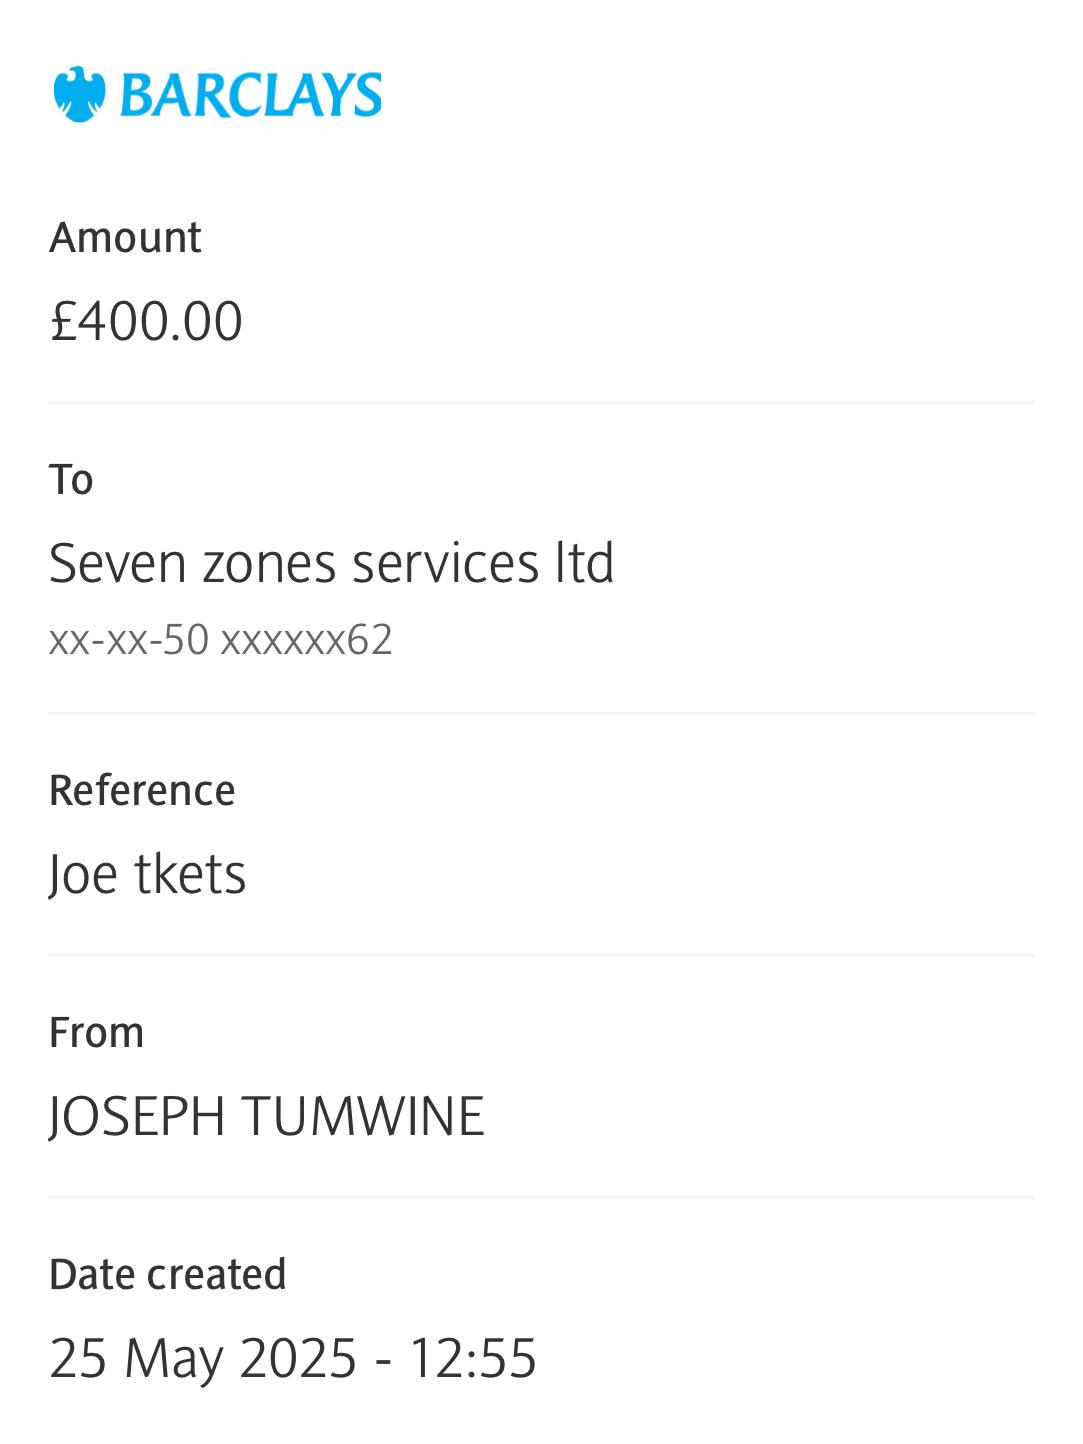 BARCLAYS
Amount
£400.00
To
Seven zones services ltd
xx-xx-50 xxxxxx62
Reference
Joe tkets
From
JOSEPH TUMWINE
Date created
25 May 2025 - 12:55